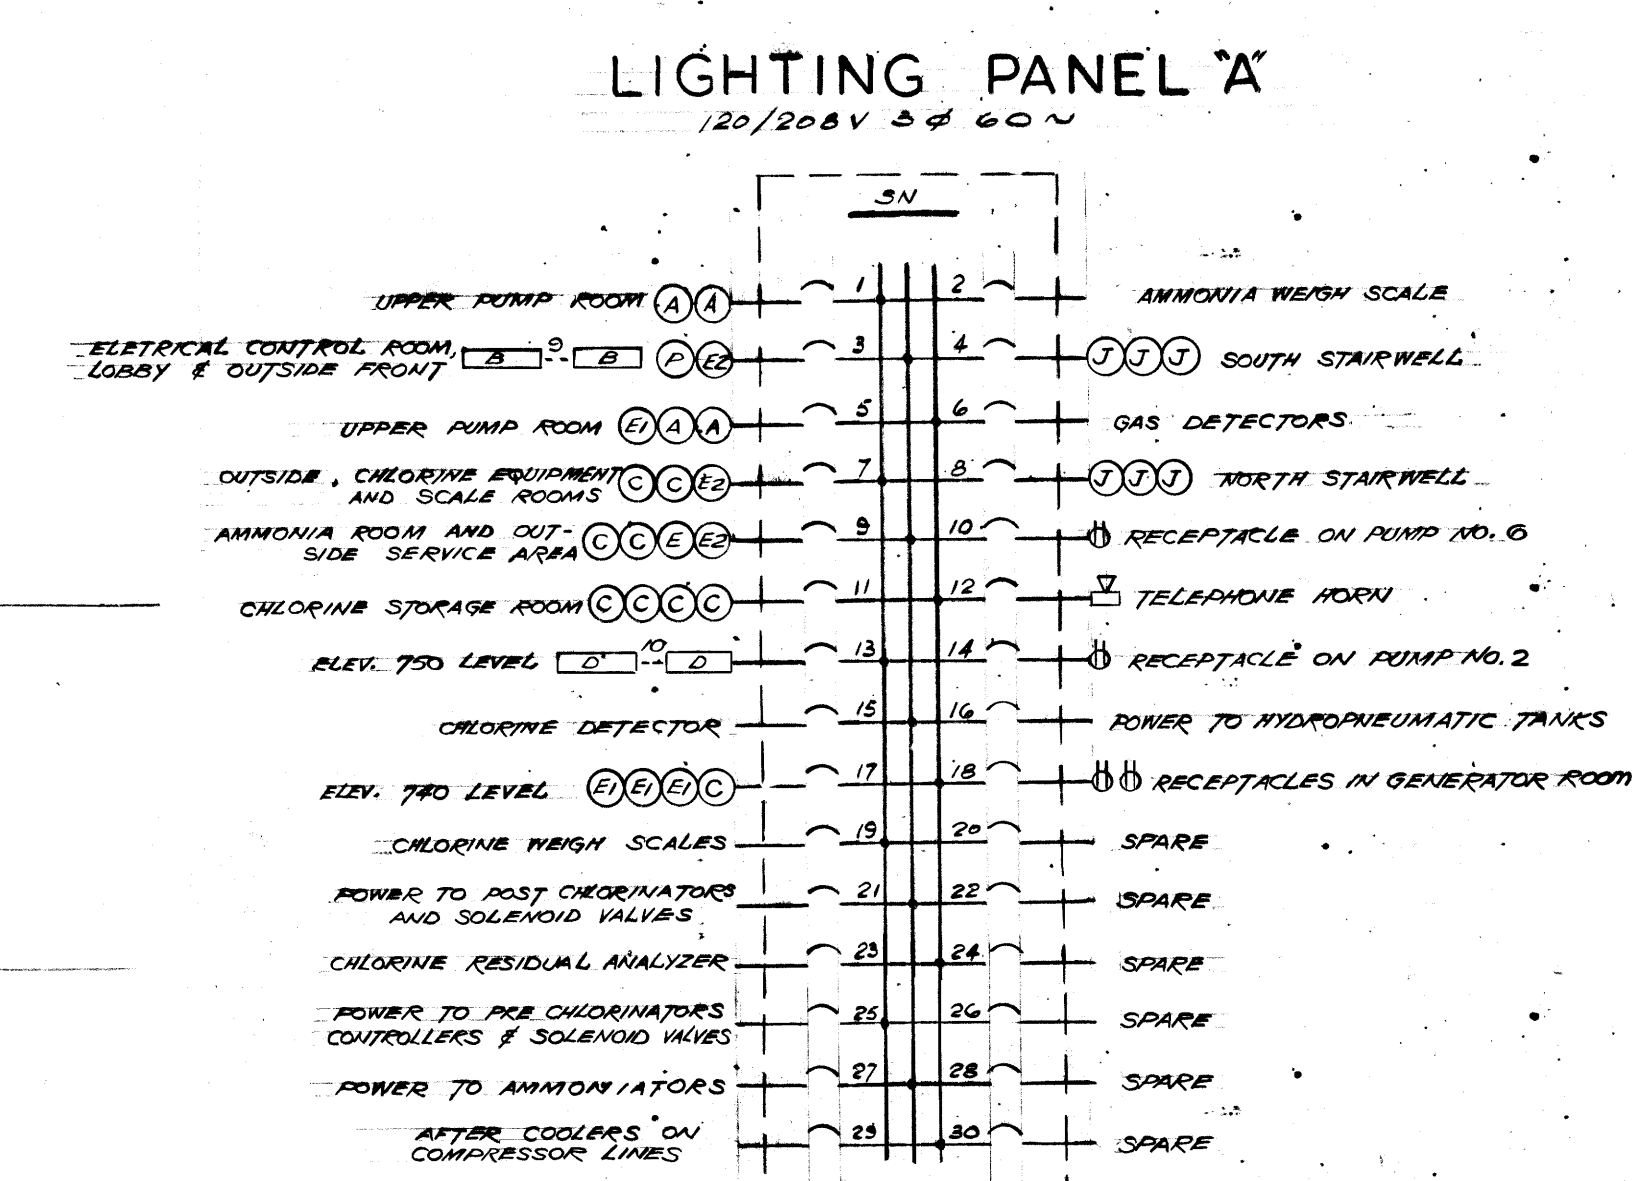 LIGHTING PANEL "A"
120/208V 3Ø 60~
SN
UPPER PUMP ROOM A A 1 2 AMMONIA WEIGH SCALE
ELETRICAL CONTROL ROOM,
LOBBY & OUTSIDE FRONT B 9 B P E2 3 4 J J J SOUTH STAIRWELL
UPPER PUMP ROOM E1 A A 5 6 GAS DETECTORS
OUTSIDE, CHLORINE EQUIPMENT
AND SCALE ROOMS C C E2 7 8 J J J NORTH STAIRWELL
AMMONIA ROOM AND OUT-
SIDE SERVICE AREA C C E E2 9 10 RECEPTACLE ON PUMP NO. 6
CHLORINE STORAGE ROOM C C C C 11 12 TELEPHONE HORN
ELEV. 750 LEVEL D 10 D 13 14 RECEPTACLE ON PUMP NO. 2
CHLORINE DETECTOR 15 16 POWER TO HYDROPNEUMATIC TANKS
ELEV. 740 LEVEL E1 E1 E1 C 17 18 RECEPTACLES IN GENERATOR ROOM
CHLORINE WEIGH SCALES 19 20 SPARE
POWER TO POST CHLORINATORS
AND SOLENOID VALVES 21 22 SPARE
CHLORINE RESIDUAL ANALYZER 23 24 SPARE
POWER TO PRE CHLORINATORS
CONTROLLERS & SOLENOID VALVES 25 26 SPARE
POWER TO AMMONIATORS 27 28 SPARE
AFTER COOLERS ON
COMPRESSOR LINES 29 30 SPARE